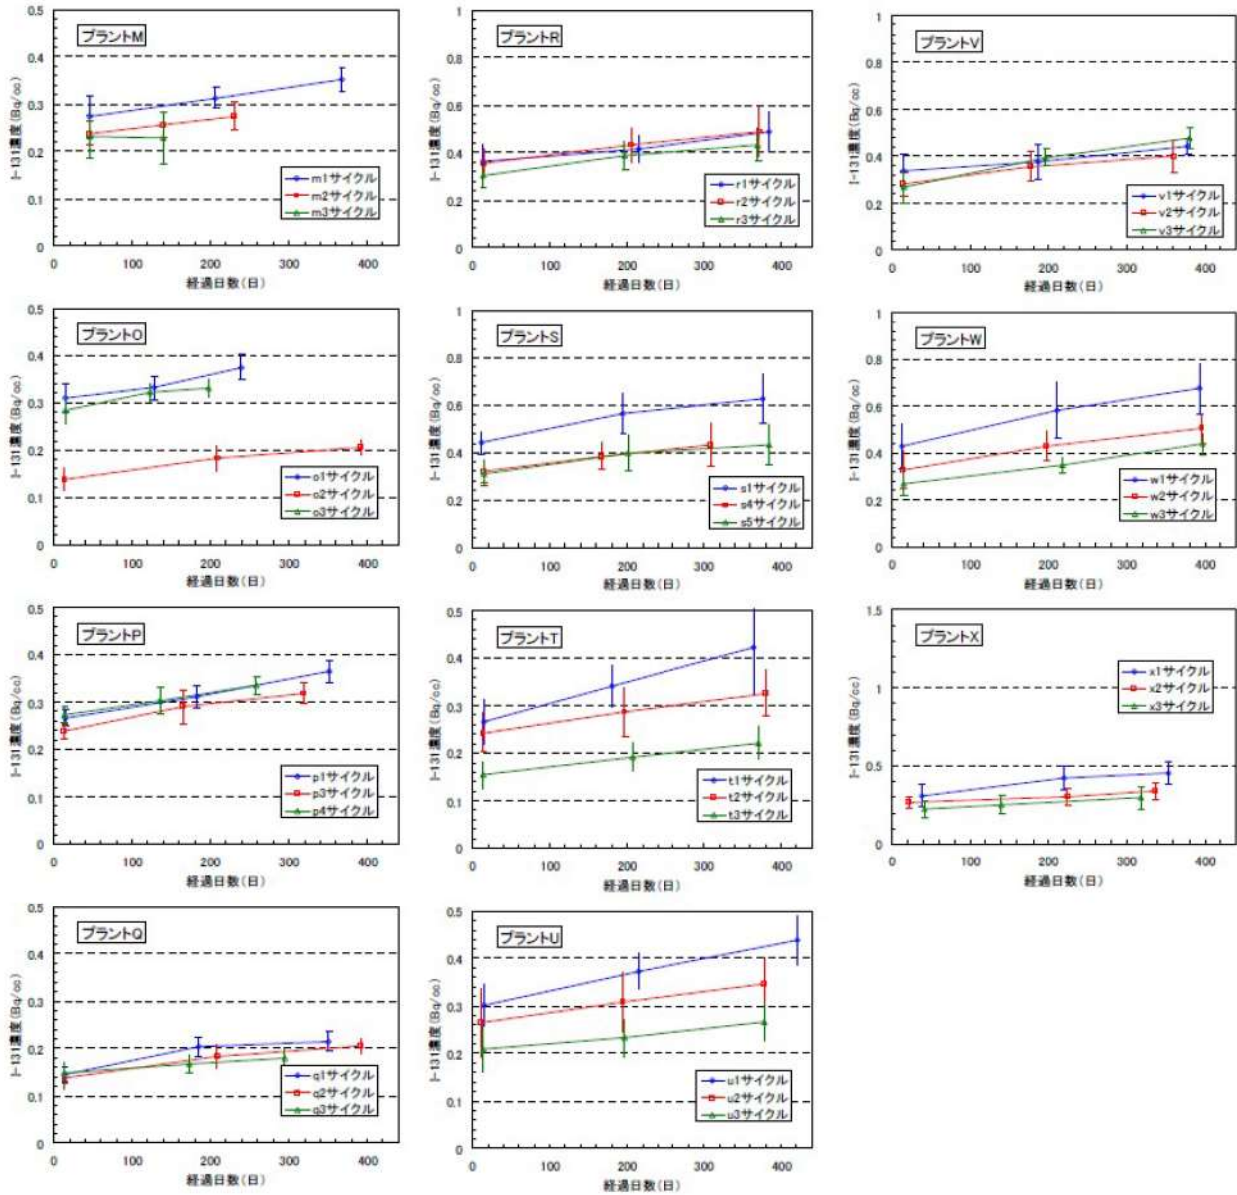 プラントM
I-131濃度(Bq/cc)
0.5
0.4
0.3
0.2
0.1
0
m1サイクル
m2サイクル
m3サイクル
0 100 200 300 400
経過日数(日)
プラントR
I-131濃度(Bq/cc)
1
0.8
0.6
0.4
0.2
0
r1サイクル
r2サイクル
r3サイクル
0 100 200 300 400
経過日数(日)
プラントV
I-131濃度(Bq/cc)
1
0.8
0.6
0.4
0.2
0
v1サイクル
v2サイクル
v3サイクル
0 100 200 300 400
経過日数(日)
プラントO
I-131濃度(Bq/cc)
0.5
0.4
0.3
0.2
0.1
0
o1サイクル
o2サイクル
o3サイクル
0 100 200 300 400
経過日数(日)
プラントS
I-131濃度(Bq/cc)
1
0.8
0.6
0.4
0.2
0
s1サイクル
s4サイクル
s5サイクル
0 100 200 300 400
経過日数(日)
プラントW
I-131濃度(Bq/cc)
1
0.8
0.6
0.4
0.2
0
w1サイクル
w2サイクル
w3サイクル
0 100 200 300 400
経過日数(日)
プラントP
I-131濃度(Bq/cc)
0.5
0.4
0.3
0.2
0.1
0
p1サイクル
p3サイクル
p4サイクル
0 100 200 300 400
経過日数(日)
プラントT
I-131濃度(Bq/cc)
0.5
0.4
0.3
0.2
0.1
0
t1サイクル
t2サイクル
t3サイクル
0 100 200 300 400
経過日数(日)
プラントX
I-131濃度(Bq/cc)
1.5
1
0.5
0
x1サイクル
x2サイクル
x3サイクル
0 100 200 300 400
経過日数(日)
プラントQ
I-131濃度(Bq/cc)
0.5
0.4
0.3
0.2
0.1
0
q1サイクル
q2サイクル
q3サイクル
0 100 200 300 400
経過日数(日)
プラントU
I-131濃度(Bq/cc)
0.5
0.4
0.3
0.2
0.1
0
u1サイクル
u2サイクル
u3サイクル
0 100 200 300 400
経過日数(日)